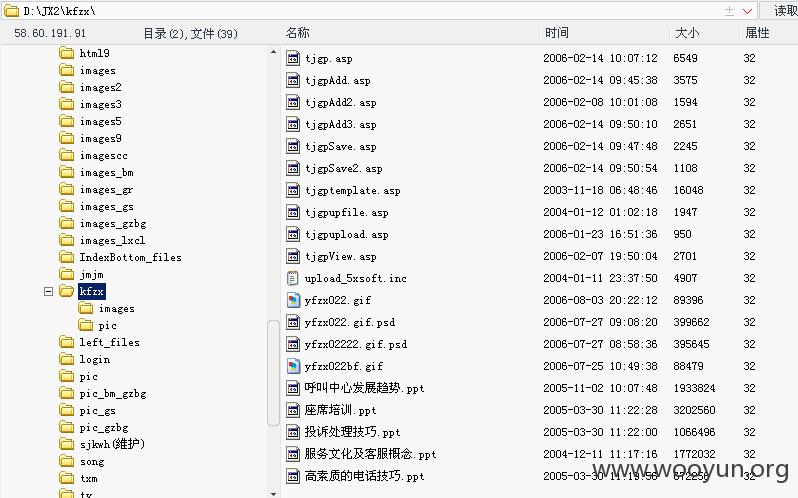 D:\JX2\kfzx\ 读取
58.60.191.91 目录(2),文件(39) 名称 时间 大小 属性
html9
images
images2
images3
images5
images9
imagescc
images_bm
images_gr
images_gs
images_gzbg
images_lxcl
IndexBottom_files
jmjm
kfzx
images
pic
left_files
login
pic
pic_bm_gzbg
pic_gs
pic_gzbg
sjkwh(维护)
song
txm
tjgp.asp 2006-02-14 10:07:12 6549 32
tjgpAdd.asp 2006-02-14 09:45:38 3575 32
tjgpAdd2.asp 2006-02-08 10:01:08 1594 32
tjgpAdd3.asp 2006-02-14 09:50:10 2651 32
tjgpSave.asp 2006-02-14 09:47:48 2245 32
tjgpSave2.asp 2006-02-14 09:50:54 1108 32
tjgptemplate.asp 2003-11-18 06:48:46 16048 32
tjgpupfile.asp 2004-01-12 01:02:18 1947 32
tjgpupload.asp 2006-01-23 16:51:36 950 32
tjgpView.asp 2006-02-07 19:50:04 2701 32
upload_5xsoft.inc 2004-01-11 23:37:50 4907 32
yfzx022.gif 2006-08-03 20:22:12 89396 32
yfzx022.gif.psd 2006-07-27 09:08:20 399662 32
yfzx02222.gif.psd 2006-07-27 08:58:36 395645 32
yfzx022bf.gif 2006-07-25 10:49:38 88479 32
呼叫中心发展趋势.ppt 2005-11-02 10:07:48 1933824 32
座席培训.ppt 2005-03-30 11:22:28 3202560 32
投诉处理技巧.ppt 2005-03-30 11:22:00 1066496 32
服务文化及客服概念.ppt 2004-12-11 11:17:16 1772032 32
高素质的电话技巧.ppt 2005-03-30 11:19:56 672256 32
www.wooyun.org